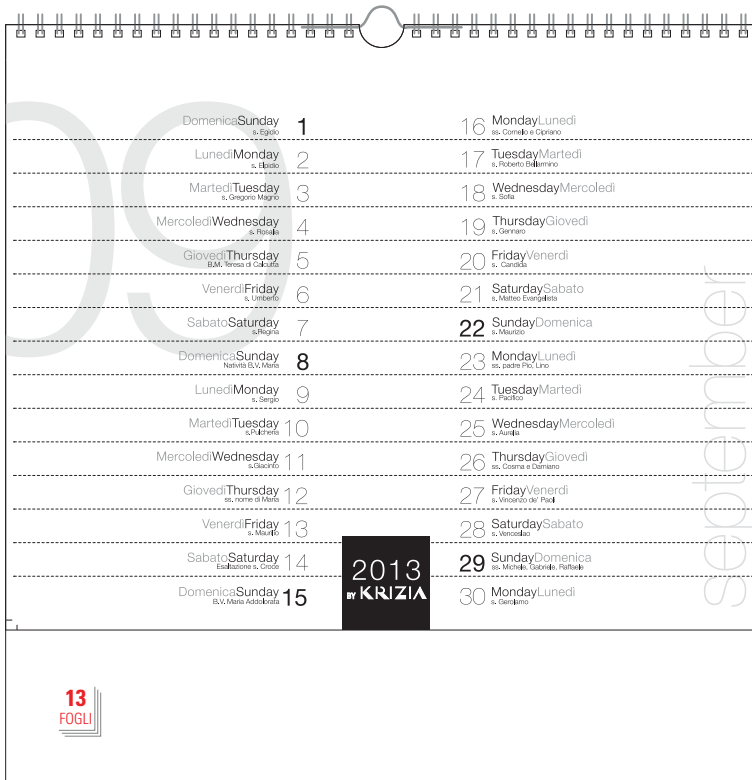 09
DomenicaSunday 1
s. Egidio
LunedìMonday 2
s. Elpidio
MartedìTuesday 3
s. Gregorio Magno
MercoledìWednesday 4
s. Rosalia
GiovedìThursday 5
B.M. Teresa di Calcutta
VenerdìFriday 6
s. Umberto
SabatoSaturday 7
s.Regina
DomenicaSunday 8
Natività B.V. Maria
LunedìMonday 9
s. Sergio
MartedìTuesday 10
s.Pulcheria
MercoledìWednesday 11
s.Giacinto
GiovedìThursday 12
ss. nome di Maria
VenerdìFriday 13
s. Maurilio
SabatoSaturday 14
Esaltazione s. Croce
DomenicaSunday 15
B.V. Maria Addolorata
16 MondayLunedì
ss. Cornelio e Cipriano
17 TuesdayMartedì
s. Roberto Bellarmino
18 WednesdayMercoledì
s. Sofia
19 ThursdayGiovedì
s. Gennaro
20 FridayVenerdì
s. Candida
21 SaturdaySabato
s. Matteo Evangelista
22 SundayDomenica
s. Maurizio
23 MondayLunedì
ss. padre Pio, Lino
24 TuesdayMartedì
s. Pacifico
25 WednesdayMercoledì
s. Aurelia
26 ThursdayGiovedì
ss. Cosma e Damiano
27 FridayVenerdì
s. Vincenzo de' Paoli
28 SaturdaySabato
s. Venceslao
29 SundayDomenica
ss. Michele, Gabriele, Raffaele
30 MondayLunedì
s. Gerolamo
september
2013
BY KRIZIA
13
FOGLI